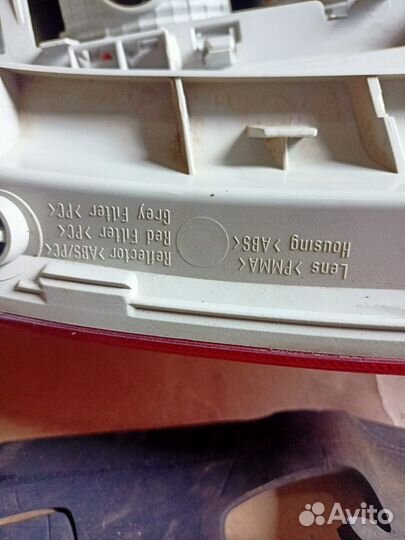 Lens >PMMA<
Housing >ABS<
Reflector >ABS/PC<
Red Filter >PC<
Grey Filter >PC<
Avito